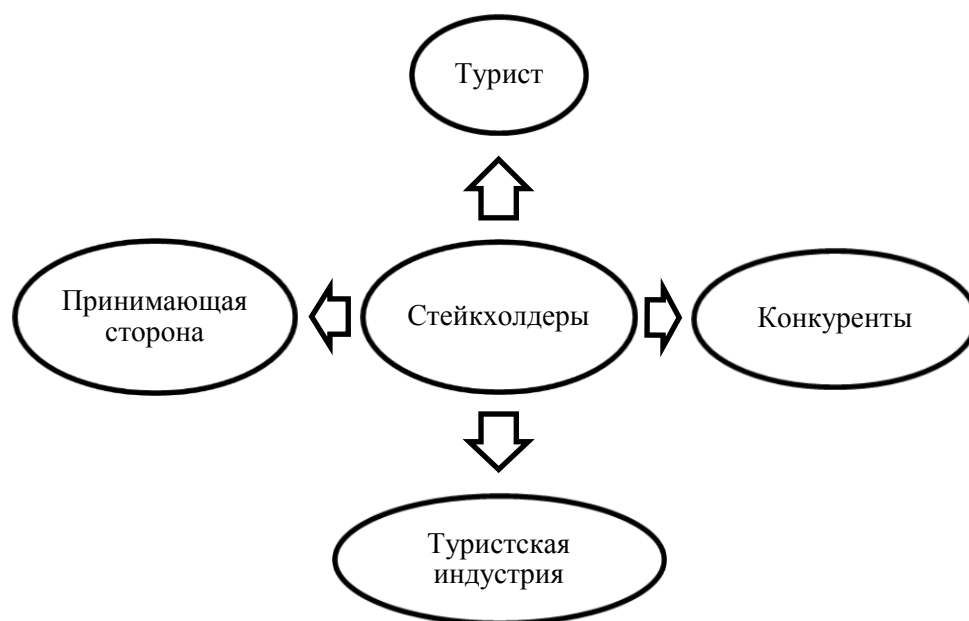 Турист
Принимающая
сторона
Стейкхолдеры
Конкуренты
Туристская
индустрия